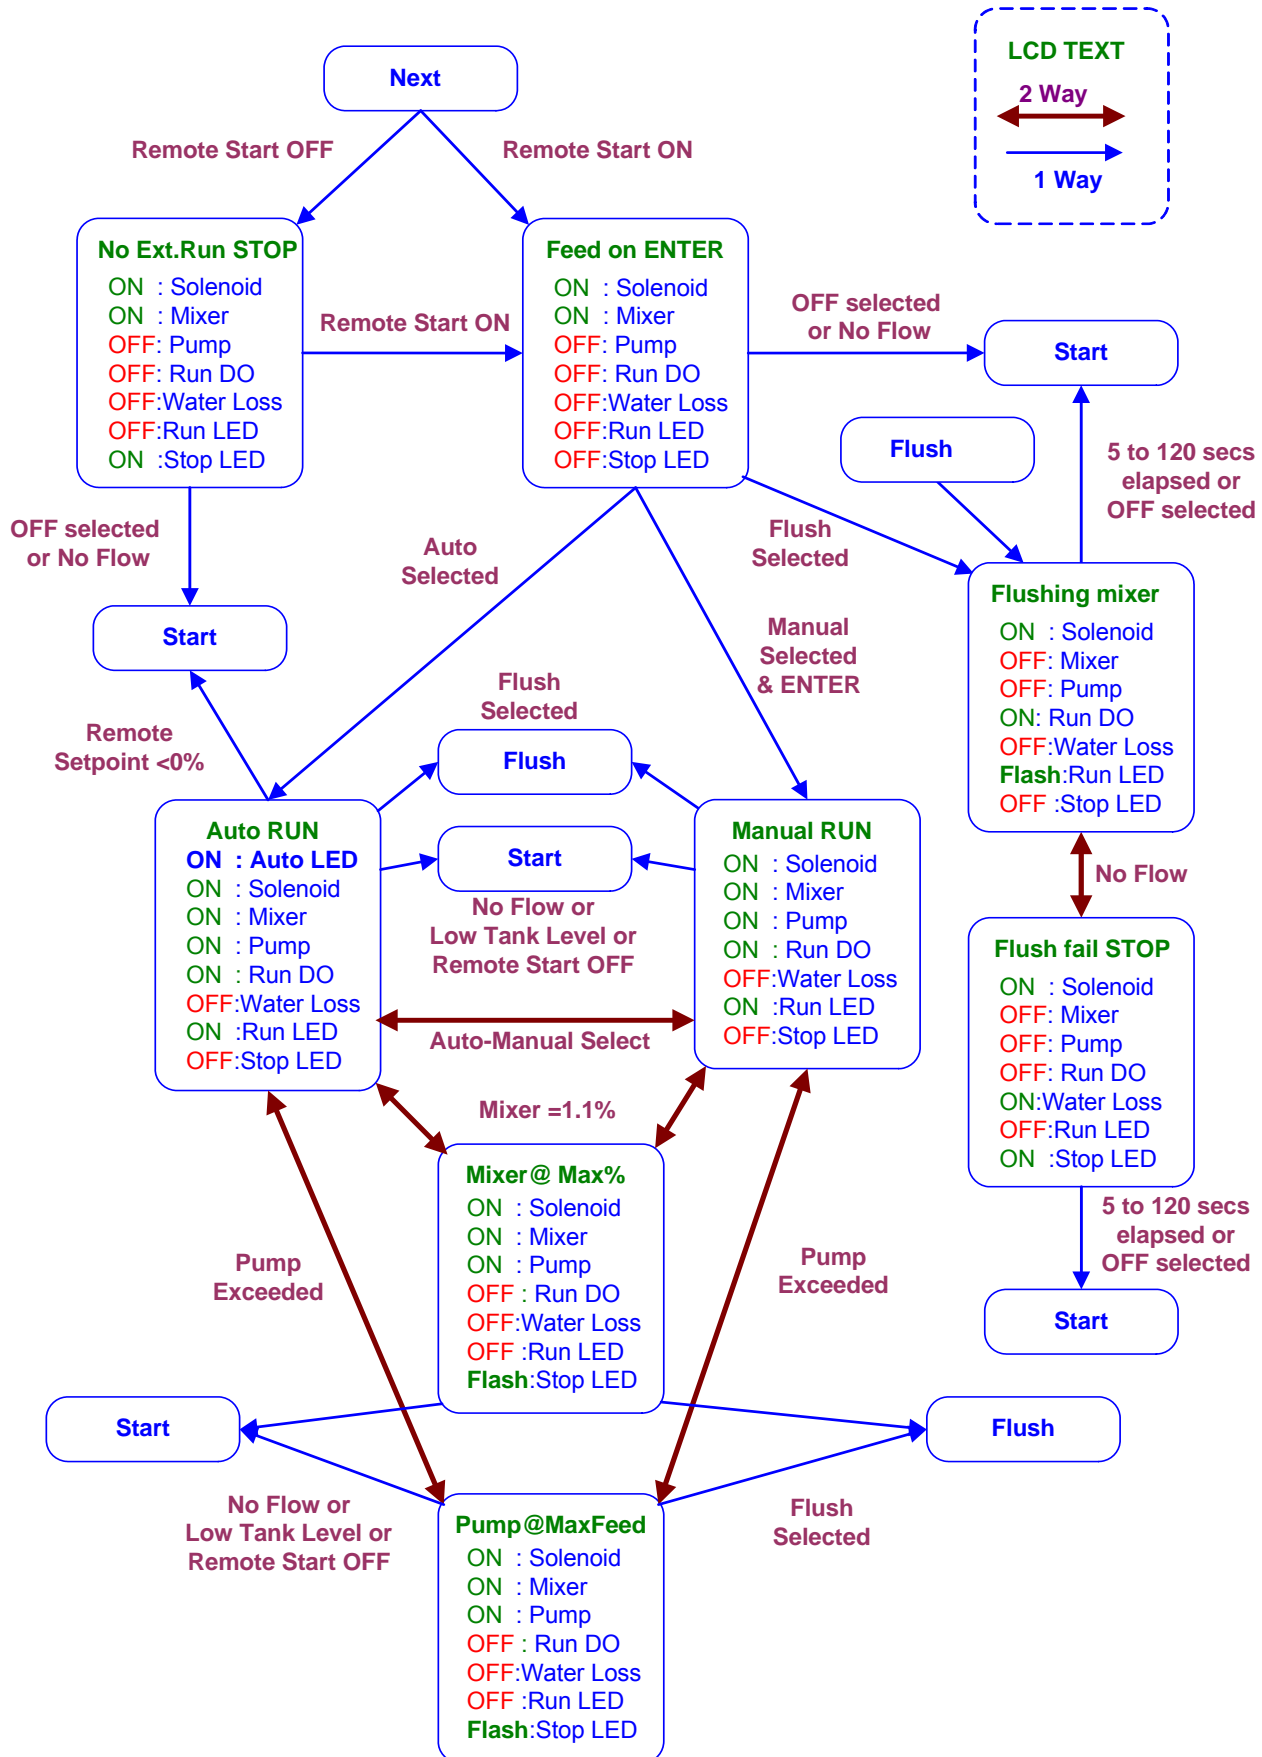 LCD TEXT
2 Way
1 Way
Next
Remote Start OFF
Remote Start ON
No Ext.Run STOP
ON : Solenoid
ON : Mixer
OFF: Pump
OFF: Run DO
OFF:Water Loss
OFF:Run LED
ON :Stop LED
Remote Start ON
Feed on ENTER
ON : Solenoid
ON : Mixer
OFF: Pump
OFF: Run DO
OFF:Water Loss
OFF:Run LED
OFF:Stop LED
OFF selected
or No Flow
Start
Flush
5 to 120 secs
elapsed or
OFF selected
OFF selected
or No Flow
Auto
Selected
Flush
Selected
Start
Manual
Selected
& ENTER
Flushing mixer
ON : Solenoid
OFF: Mixer
OFF: Pump
ON: Run DO
OFF:Water Loss
Flash:Run LED
OFF :Stop LED
Remote
Setpoint <0%
Flush
Selected
Flush
Auto RUN
ON : Auto LED
ON : Solenoid
ON : Mixer
ON : Pump
ON : Run DO
OFF:Water Loss
ON :Run LED
OFF:Stop LED
Start
No Flow or
Low Tank Level or
Remote Start OFF
Auto-Manual Select
Manual RUN
ON : Solenoid
ON : Mixer
ON : Pump
ON : Run DO
OFF:Water Loss
ON :Run LED
OFF:Stop LED
No Flow
Flush fail STOP
ON : Solenoid
OFF: Mixer
OFF: Pump
OFF: Run DO
ON:Water Loss
OFF:Run LED
ON :Stop LED
Mixer =1.1%
Mixer@ Max%
ON : Solenoid
ON : Mixer
ON : Pump
OFF : Run DO
OFF:Water Loss
OFF :Run LED
Flash:Stop LED
Pump
Exceeded
Pump
Exceeded
5 to 120 secs
elapsed or
OFF selected
Start
Start
Flush
No Flow or
Low Tank Level or
Remote Start OFF
Flush
Selected
Pump@MaxFeed
ON : Solenoid
ON : Mixer
ON : Pump
OFF : Run DO
OFF:Water Loss
OFF :Run LED
Flash:Stop LED